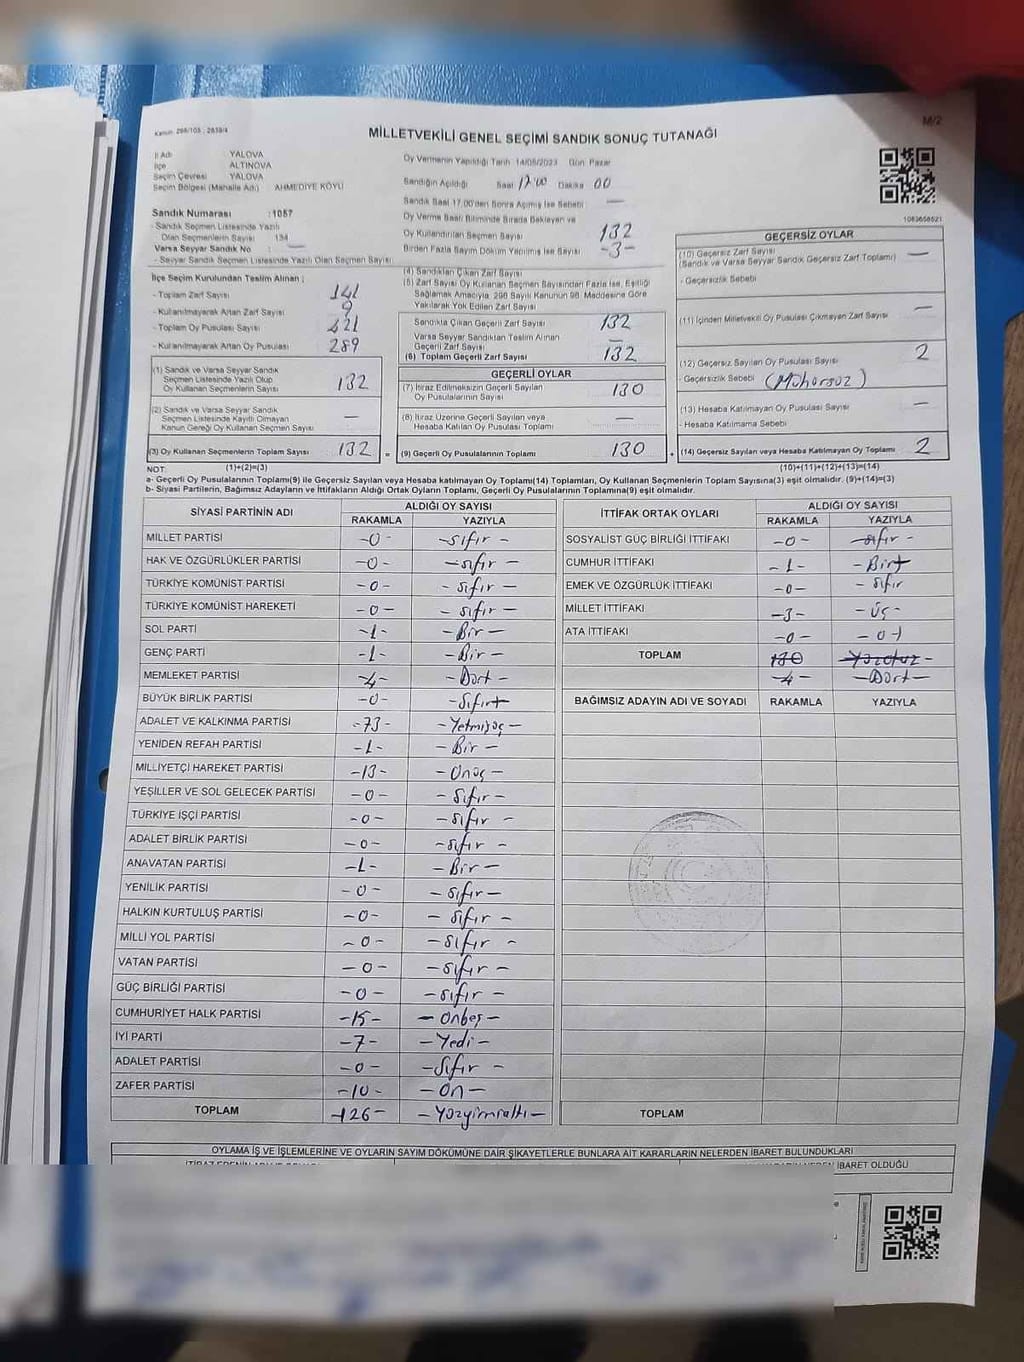 Kanun: 298/105 : 2839/4
M/2
MİLLETVEKİLİ GENEL SEÇİMİ SANDIK SONUÇ TUTANAĞI
İl Adı : YALOVA
İlçe : ALTINOVA
Seçim Çevresi : YALOVA
Seçim Bölgesi (Mahalle Adı) : AHMEDİYE KÖYÜ
Sandık Numarası : 1057
- Sandık Seçmen Listesinde Yazılı
Olan Seçmenlerin Sayısı : 134
Varsa Seyyar Sandık No : —
- Seyyar Sandık Seçmen Listesinde Yazılı Olan Seçmen Sayısı:
İlçe Seçim Kurulundan Teslim Alınan ;
- Toplam Zarf Sayısı 141
- Kullanılmayarak Artan Zarf Sayısı 9
- Toplam Oy Pusulası 421
- Kullanılmayarak Artan Oy Pusulası 289
(1) Sandık ve Varsa Seyyar Sandık
Seçmen Listesinde Yazılı Olup
Oy Kullanan Seçmenlerin Sayısı 132
(2) Sandık ve Varsa Seyyar Sandık
Seçmen Listesinde Kayıtlı Olmayan
Kanun Gereği Oy Kullanan Seçmen Sayısı —
(3) Oy Kullanan Seçmenlerin Toplam Sayısı 132 =
Oy Vermenin Yapıldığı Tarih 14/05/2023 Gün Pazar
Sandığın Açıldığı Saat 17:00 Dakika 00
Sandık Saat 17.00'den Sonra Açılmış İse Sebebi : —
Oy Verme Saati Bitiminde Sırada Bekleyen ve
Oy Kullandırılan Seçmen Sayısı 132
Birden Fazla Sayım Döküm Yapılmış İse Sayısı -3-
(4) Sandıktan Çıkan Zarf Sayısı
(5) Zarf Sayısı Oy Kullanan Seçmen Sayısından Fazla İse, Eşitliği
Sağlamak Amacıyla, 298 Sayılı Kanunun 98. Maddesine Göre
Yakılarak Yok Edilen Zarf Sayısı
Sandıkta Çıkan Geçerli Zarf Sayısı 132
Varsa Seyyar Sandıktan Teslim Alınan
Geçerli Zarf Sayısı —
(6) Toplam Geçerli Zarf Sayısı 132
GEÇERLİ OYLAR
(7) İtiraz Edilmeksizin Geçerli Sayılan
Oy Pusulalarının Sayısı 130
(8) İtiraz Üzerine Geçerli Sayılan veya
Hesaba Katılan Oy Pusulası Toplamı —
(9) Geçerli Oy Pusulalarının Toplamı 130 +
1083658521
GEÇERSİZ OYLAR
(10) Geçersiz Zarf Sayısı —
(Sandık ve Varsa Seyyar Sandık Geçersiz Zarf Toplamı)
- Geçersizlik Sebebi
(11) İçinden Milletvekili Oy Pusulası Çıkmayan Zarf Sayısı —
(12) Geçersiz Sayılan Oy Pusulası Sayısı 2
- Geçersizlik Sebebi (Mühürsüz)
(13) Hesaba Katılmayan Oy Pusulası Sayısı —
- Hesaba Katılmama Sebebi
(14) Geçersiz Sayılan veya Hesaba Katılmayan Oy Toplamı 2
NOT: (1)+(2)=(3) (10)+(11)+(12)+(13)=(14)
a- Geçerli Oy Pusulalarının Toplamı(9) ile Geçersiz Sayılan veya Hesaba katılmayan Oy Toplamı(14) Toplamları, Oy Kullanan Seçmenlerin Toplam Sayısına(3) eşit olmalıdır. (9)+(14)=(3)
b- Siyasi Partilerin, Bağımsız Adayların ve İttifakların Aldığı Ortak Oyların Toplamı, Geçerli Oy Pusulalarının Toplamına(9) eşit olmalıdır.
SİYASİ PARTİNİN ADI ALDIĞI OY SAYISI
RAKAMLA YAZIYLA
MİLLET PARTİSİ -0- -sıfır-
HAK VE ÖZGÜRLÜKLER PARTİSİ -0- -sıfır-
TÜRKİYE KOMÜNİST PARTİSİ -0- -sıfır-
TÜRKİYE KOMÜNİST HAREKETİ -0- -sıfır-
SOL PARTİ -1- -Bir-
GENÇ PARTİ -1- -Bir-
MEMLEKET PARTİSİ -4- -Dört-
BÜYÜK BİRLİK PARTİSİ -0- -Sıfır-
ADALET VE KALKINMA PARTİSİ -73- -Yetmişüç-
YENİDEN REFAH PARTİSİ -1- -Bir-
MİLLİYETÇİ HAREKET PARTİSİ -13- -Onüç-
YEŞİLLER VE SOL GELECEK PARTİSİ -0- -Sıfır-
TÜRKİYE İŞÇİ PARTİSİ -0- -sıfır-
ADALET BİRLİK PARTİSİ -0- -sıfır-
ANAVATAN PARTİSİ -1- -Bir-
YENİLİK PARTİSİ -0- -sıfır-
HALKIN KURTULUŞ PARTİSİ -0- -sıfır-
MİLLİ YOL PARTİSİ -0- -sıfır-
VATAN PARTİSİ -0- -sıfır-
GÜÇ BİRLİĞİ PARTİSİ -0- -sıfır-
CUMHURİYET HALK PARTİSİ -15- -Onbeş-
İYİ PARTİ -7- -Yedi-
ADALET PARTİSİ -0- -Sıfır-
ZAFER PARTİSİ -10- -On-
TOPLAM -126- -Yüzyirmialtı-
İTTİFAK ORTAK OYLARI ALDIĞI OY SAYISI
RAKAMLA YAZIYLA
SOSYALİST GÜÇ BİRLİĞİ İTTİFAKI -0- -sıfır-
CUMHUR İTTİFAKI -1- -Bir-
EMEK VE ÖZGÜRLÜK İTTİFAKI -0- -sıfır
MİLLET İTTİFAKI -3- -Üç-
ATA İTTİFAKI -0- -0-
TOPLAM 130 Yüzotuz-
-4- -Dört-
BAĞIMSIZ ADAYIN ADI VE SOYADI RAKAMLA YAZIYLA
TOPLAM
OYLAMA İŞ VE İŞLEMLERİNE VE OYLARIN SAYIM DÖKÜMÜNE DAİR ŞİKAYETLERLE BUNLARA AİT KARARLARIN NELERDEN İBARET BULUNDUKLARI
İBARET OLDUĞU